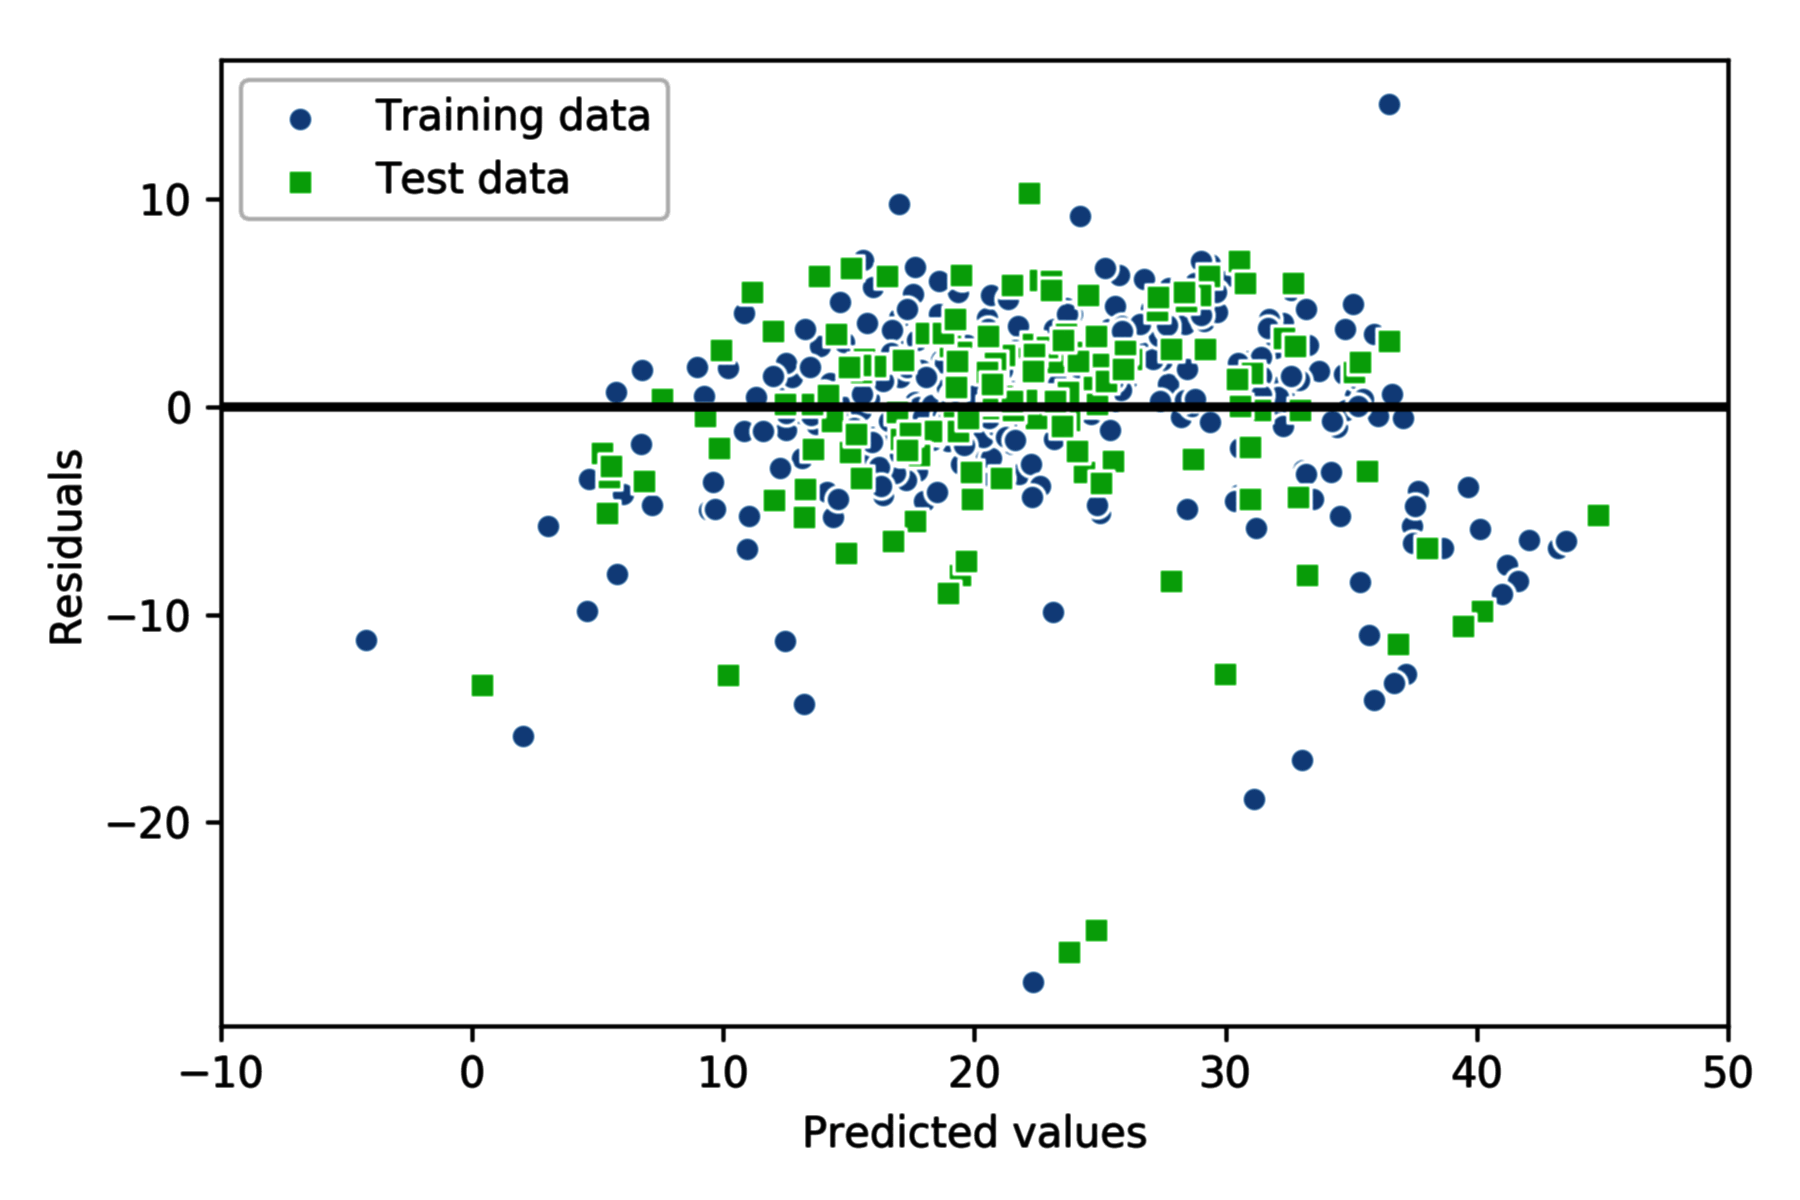 Training data
Test data
10
0
−10
−20
Residuals
−10 0 10 20 30 40 50
Predicted values